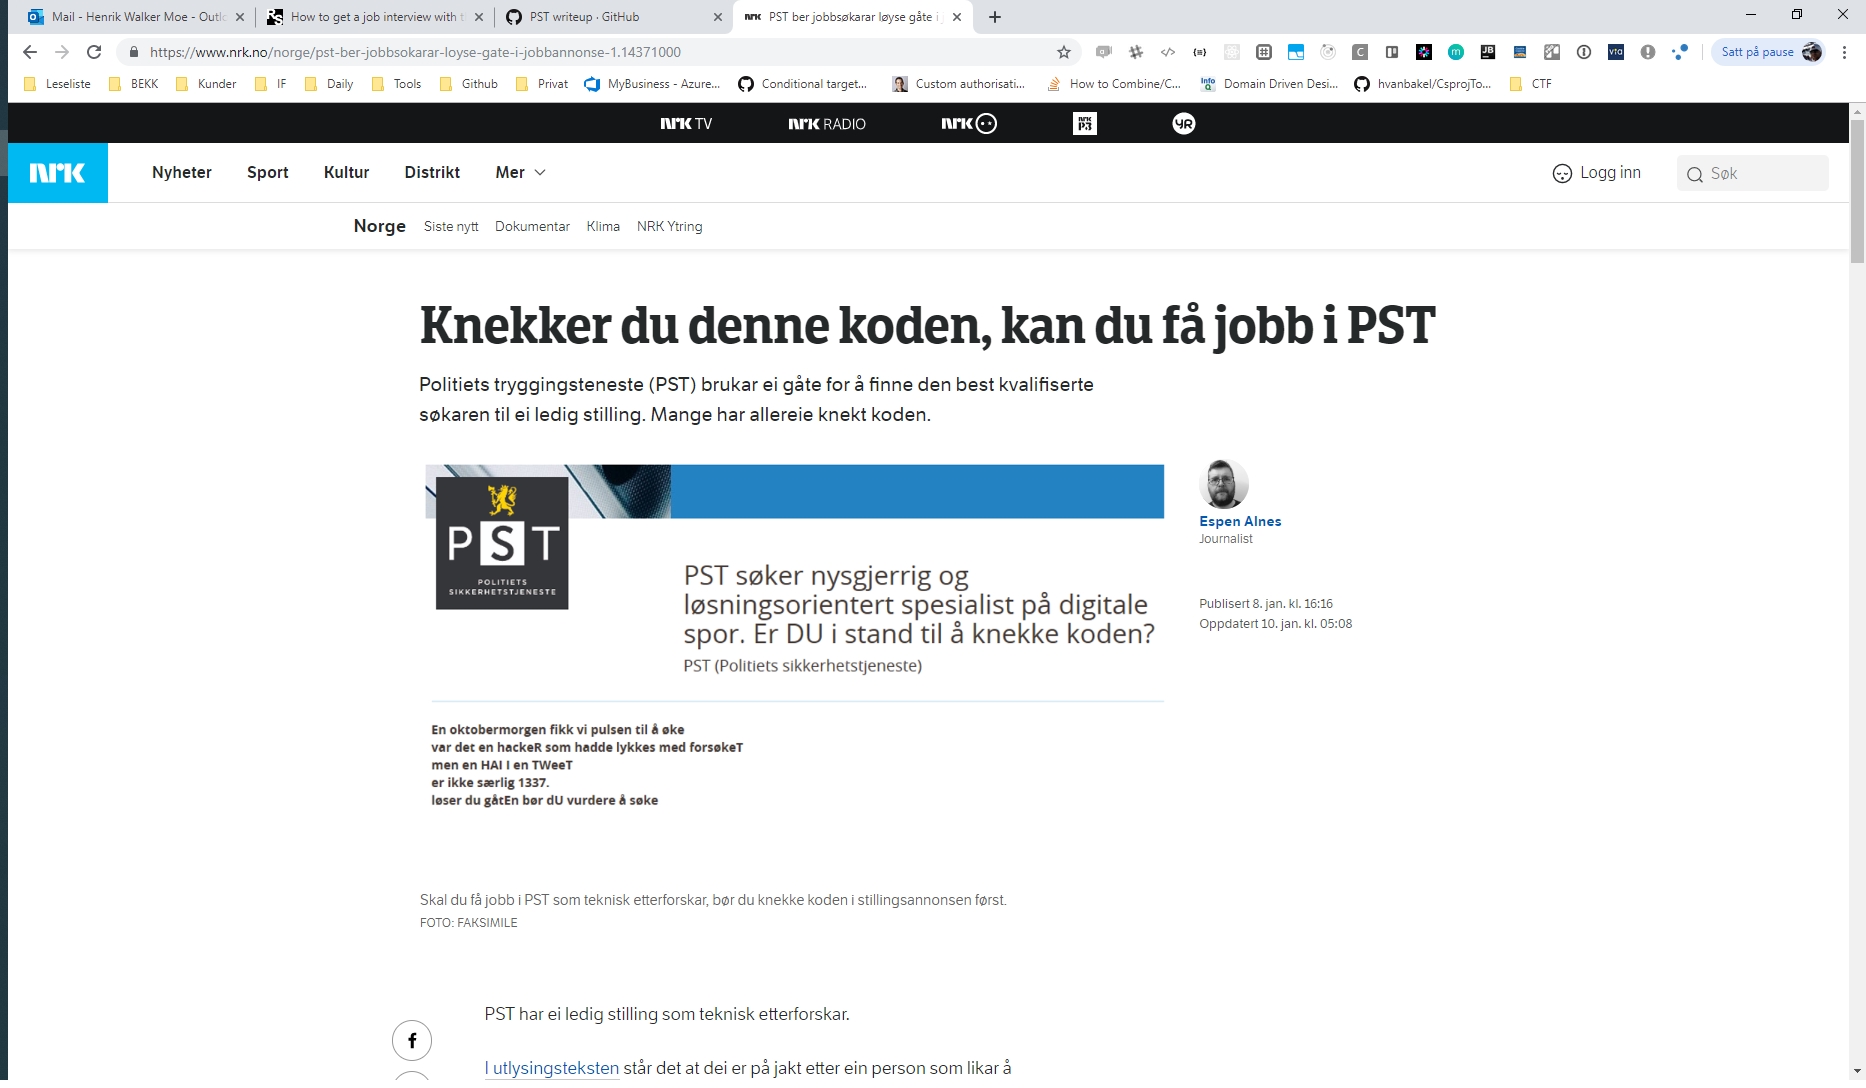 Mail - Henrik Walker Moe - Outlo
How to get a job interview with t
PST writeup · GitHub
nrk PST ber jobbsøkarar løyse gåte i j
https://www.nrk.no/norge/pst-ber-jobbsokarar-loyse-gate-i-jobbannonse-1.14371000
Satt på pause
Leseliste BEKK Kunder IF Daily Tools Github Privat MyBusiness - Azure... Conditional target... Custom authorisati... How to Combine/C... Domain Driven Desi... hvanbakel/CsprojTo... CTF
nrk TV nrk RADIO nrk nrk P3 YR
nrk Nyheter Sport Kultur Distrikt Mer Logg inn Søk
Norge Siste nytt Dokumentar Klima NRK Ytring
Knekker du denne koden, kan du få jobb i PST
Politiets tryggingsteneste (PST) brukar ei gåte for å finne den best kvalifiserte
søkaren til ei ledig stilling. Mange har allereie knekt koden.
PST
POLITIETS
SIKKERHETSTJENESTE
PST søker nysgjerrig og
løsningsorientert spesialist på digitale
spor. Er DU i stand til å knekke koden?
PST (Politiets sikkerhetstjeneste)
En oktobermorgen fikk vi pulsen til å øke
var det en hackeR som hadde lykkes med forsøkeT
men en HAI I en TWeeT
er ikke særlig 1337.
løser du gåtEn bør dU vurdere å søke
Espen Alnes
Journalist
Publisert 8. jan. kl. 16:16
Oppdatert 10. jan. kl. 05:08
Skal du få jobb i PST som teknisk etterforskar, bør du knekke koden i stillingsannonsen først.
FOTO: FAKSIMILE
PST har ei ledig stilling som teknisk etterforskar.
I utlysingsteksten står det at dei er på jakt etter ein person som likar å